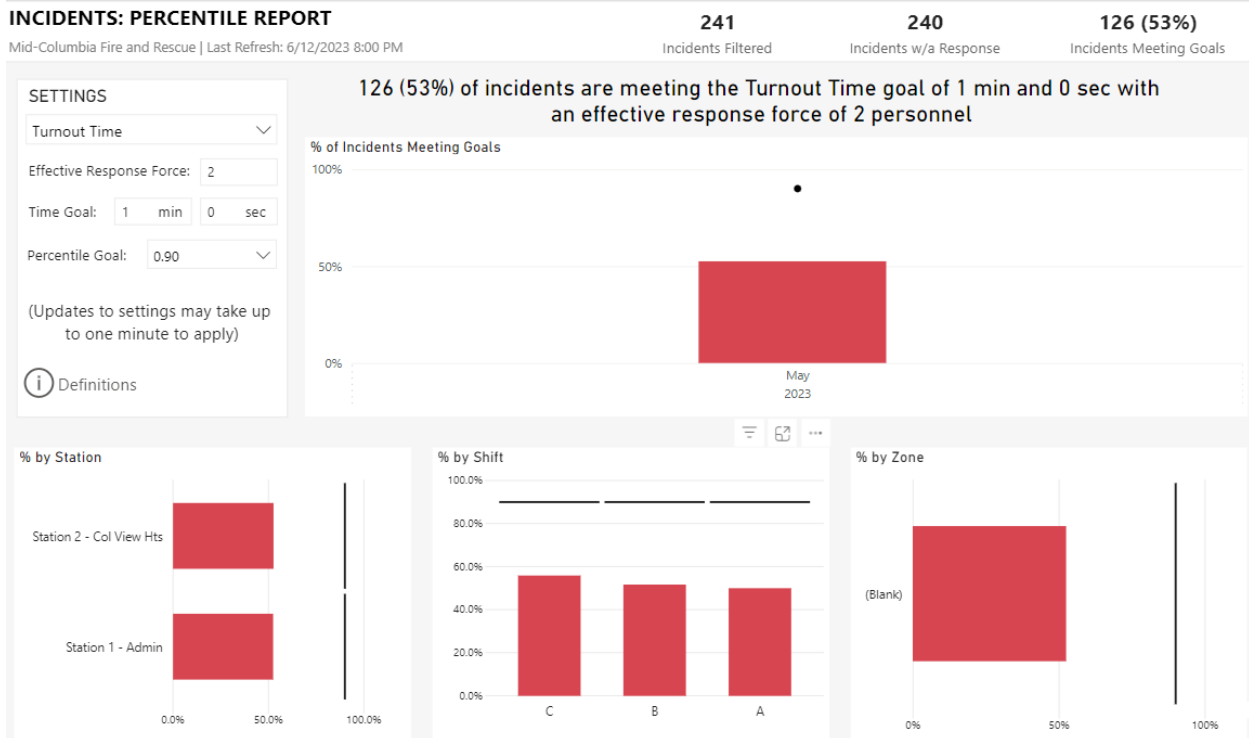 INCIDENTS: PERCENTILE REPORT
Mid-Columbia Fire and Rescue | Last Refresh: 6/12/2023 8:00 PM
241
Incidents Filtered
240
Incidents w/a Response
126 (53%)
Incidents Meeting Goals
SETTINGS
Turnout Time
Effective Response Force: 2
Time Goal: 1 min 0 sec
Percentile Goal: 0.90
(Updates to settings may take up
to one minute to apply)
i Definitions
126 (53%) of incidents are meeting the Turnout Time goal of 1 min and 0 sec with
an effective response force of 2 personnel
% of Incidents Meeting Goals
100%
50%
0%
May
2023
% by Station
Station 2 - Col View Hts
Station 1 - Admin
0.0% 50.0% 100.0%
% by Shift
100.0%
80.0%
60.0%
40.0%
20.0%
0.0%
C B A
% by Zone
(Blank)
0% 50% 100%